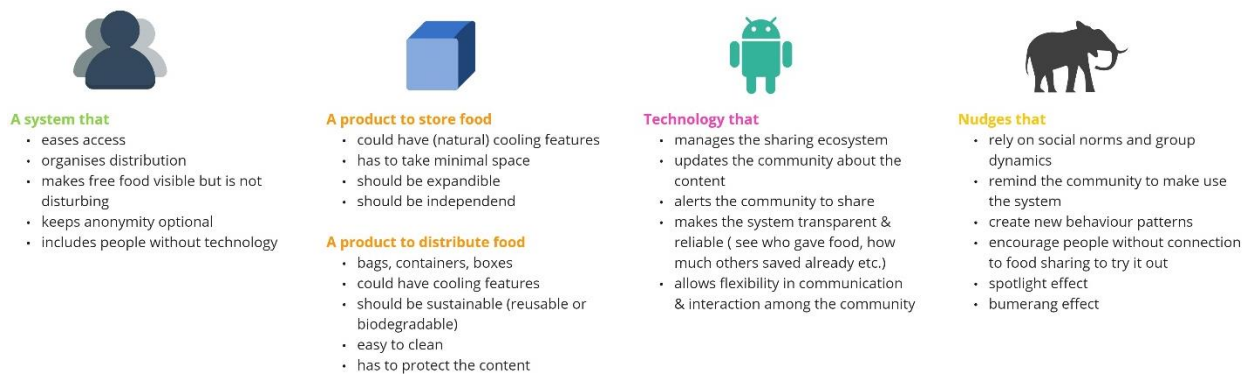 A system that
• eases access
• organises distribution
• makes free food visible but is not
disturbing
• keeps anonymity optional
• includes people without technology
A product to store food
• could have (natural) cooling features
• has to take minimal space
• should be expandible
• should be independend
A product to distribute food
• bags, containers, boxes
• could have cooling features
• should be sustainable (reusable or
biodegradable)
• easy to clean
• has to protect the content
Technology that
• manages the sharing ecosystem
• updates the community about the
content
• alerts the community to share
• makes the system transparent &
reliable ( see who gave food, how
much others saved already etc.)
• allows flexibility in communication
& interaction among the community
Nudges that
• rely on social norms and group
dynamics
• remind the community to make use
the system
• create new behaviour patterns
• encourage people without connection
to food sharing to try it out
• spotlight effect
• bumerang effect